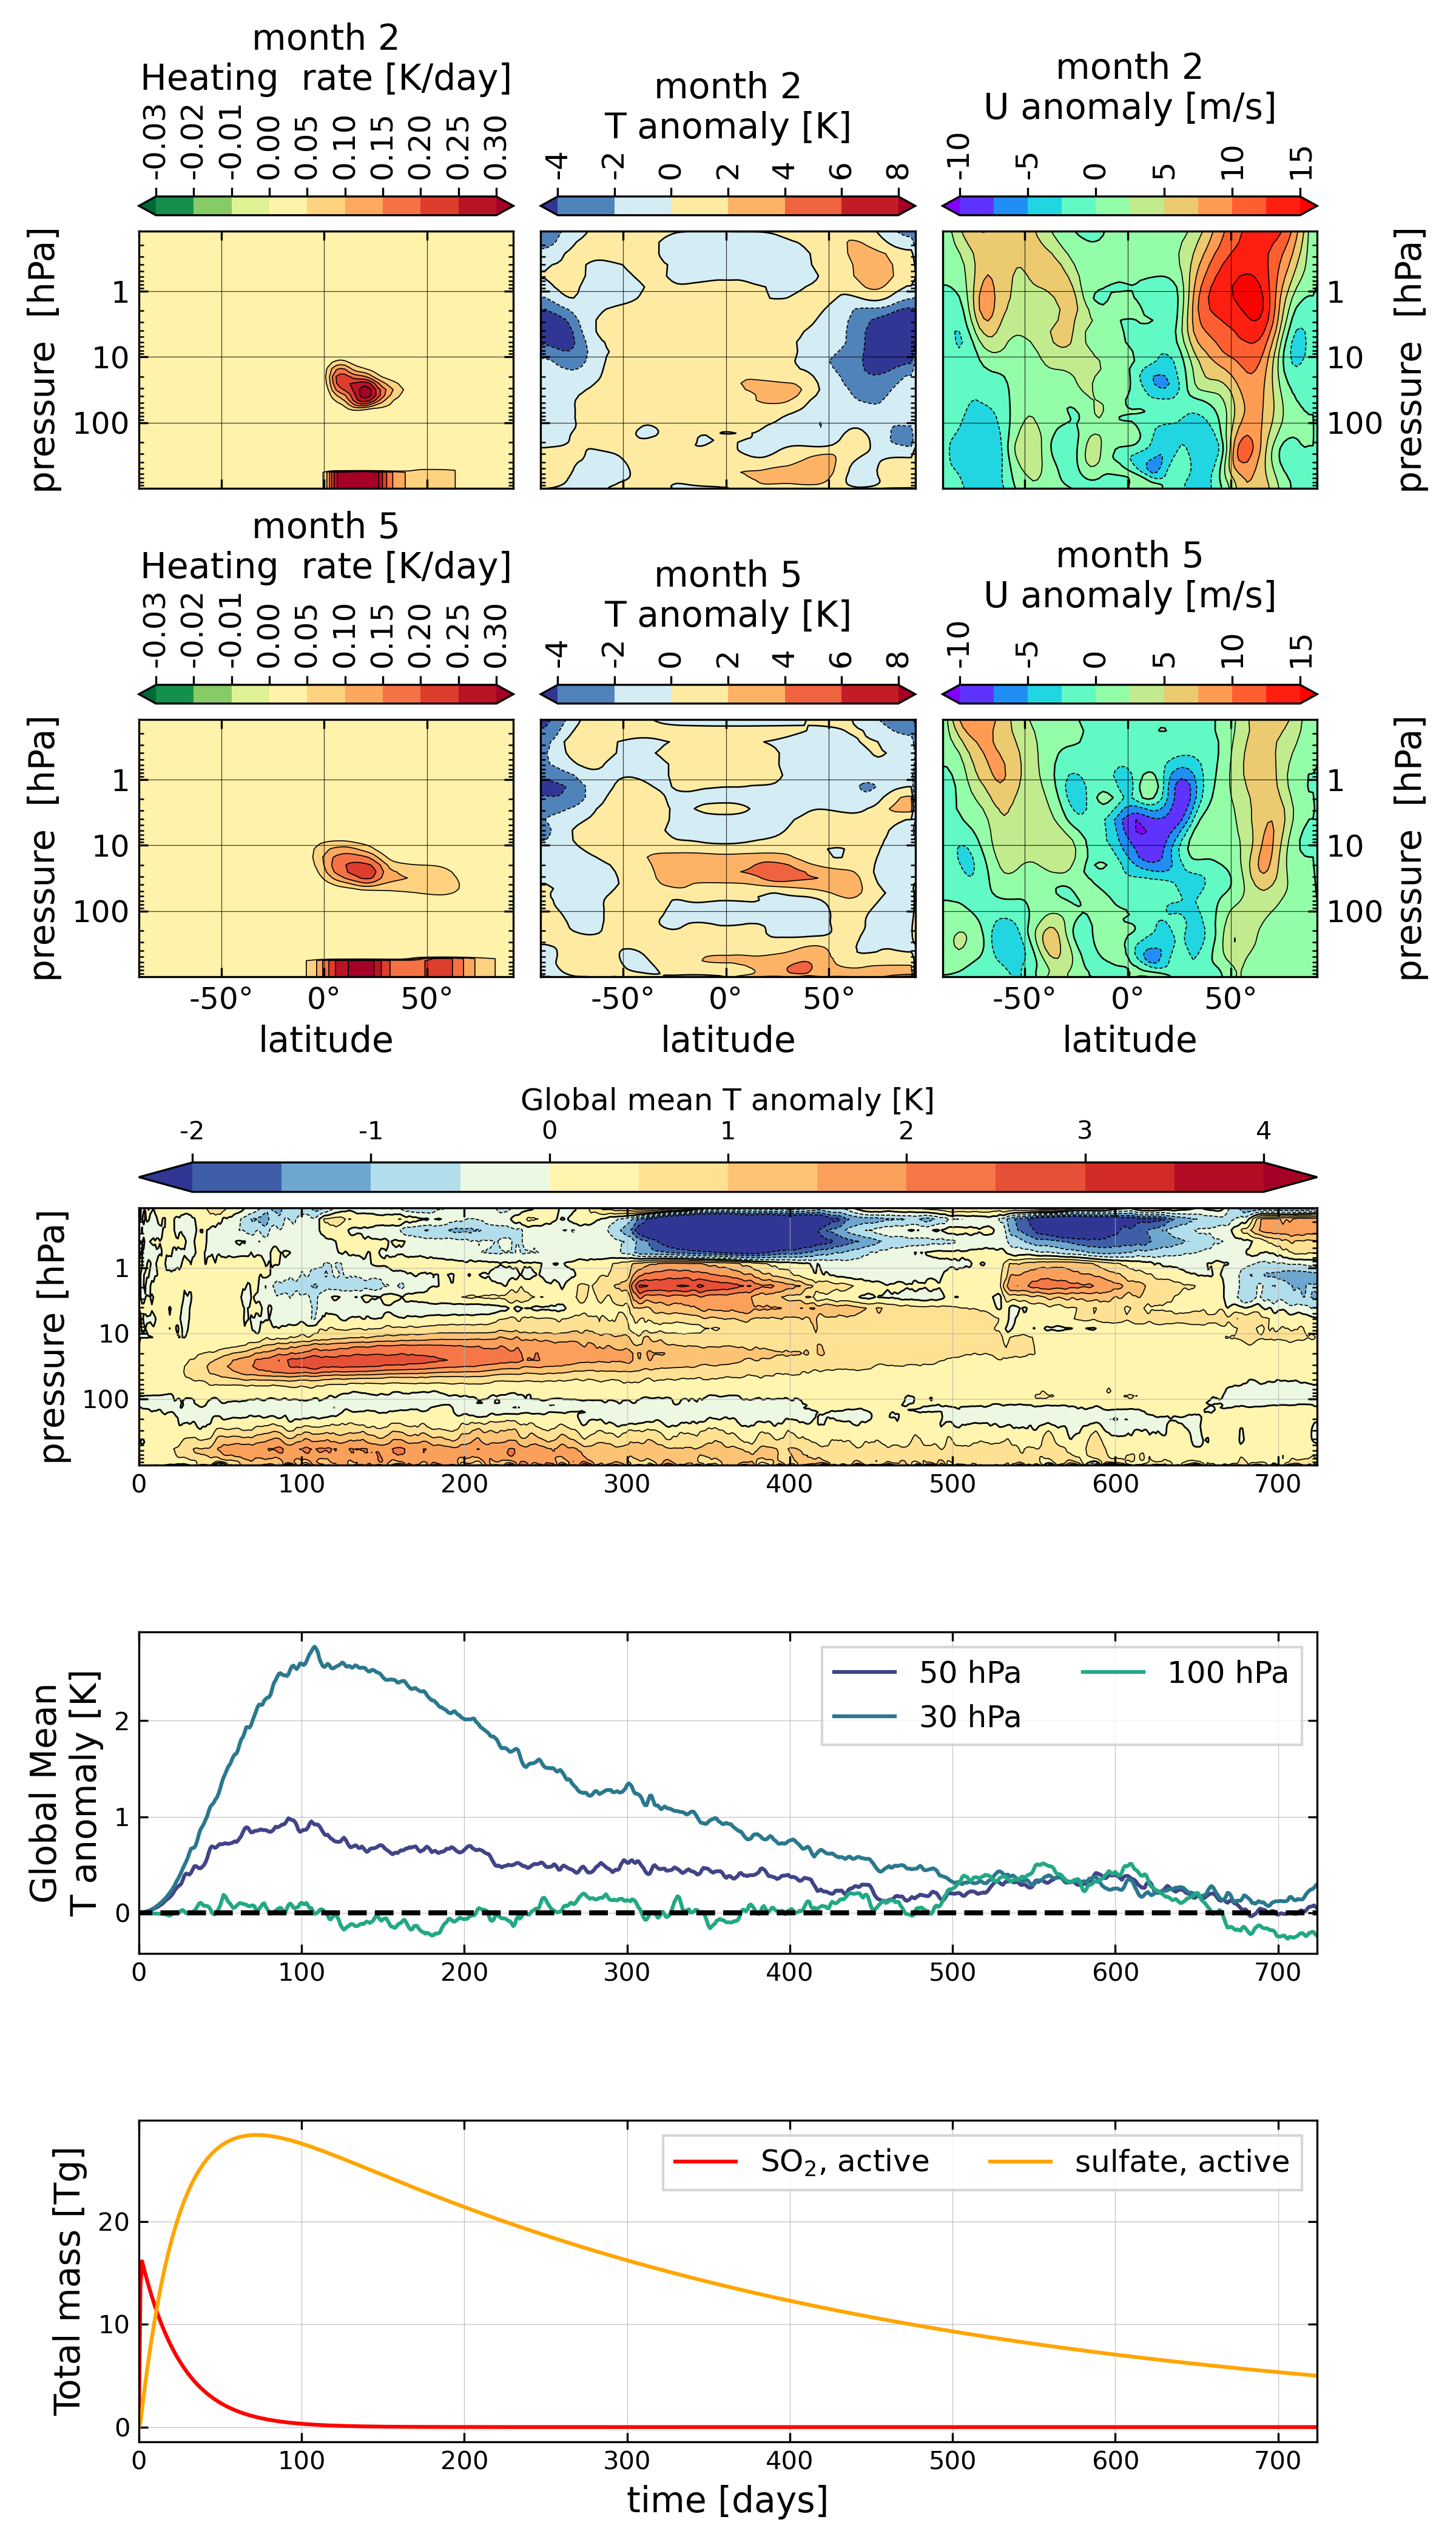 month 2
Heating  rate [K/day]
-0.03 -0.02 -0.01 0.00 0.05 0.10 0.15 0.20 0.25 0.30
month 2
T anomaly [K]
-4 -2 0 2 4 6 8
month 2
U anomaly [m/s]
-10 -5 0 5 10 15
pressure  [hPa]
1
10
100
1
10
100
pressure  [hPa]
month 5
Heating  rate [K/day]
-0.03 -0.02 -0.01 0.00 0.05 0.10 0.15 0.20 0.25 0.30
month 5
T anomaly [K]
-4 -2 0 2 4 6 8
month 5
U anomaly [m/s]
-10 -5 0 5 10 15
pressure  [hPa]
1
10
100
1
10
100
pressure  [hPa]
-50° 0° 50°
latitude
-50° 0° 50°
latitude
-50° 0° 50°
latitude
Global mean T anomaly [K]
-2 -1 0 1 2 3 4
pressure [hPa]
1
10
100
0 100 200 300 400 500 600 700
Global Mean
T anomaly [K]
2
1
0
50 hPa
30 hPa
100 hPa
0 100 200 300 400 500 600 700
Total mass [Tg]
20
10
0
SO₂, active
sulfate, active
0 100 200 300 400 500 600 700
time [days]